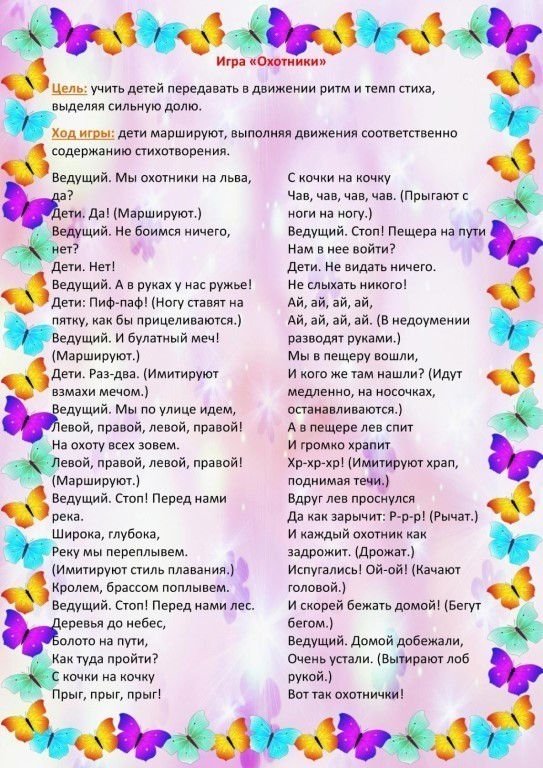 Игра «Охотники»
Цель: учить детей передавать в движении ритм и темп стиха,
выделяя сильную долю.
Ход игры: дети маршируют, выполняя движения соответственно
содержанию стихотворения.
Ведущий. Мы охотники на льва,
да?
Дети. Да! (Маршируют.)
Ведущий. Не боимся ничего,
нет?
Дети. Нет!
Ведущий. А в руках у нас ружье!
Дети: Пиф-паф! (Ногу ставят на
пятку, как бы прицеливаются.)
Ведущий. И булатный меч!
(Маршируют.)
Дети. Раз-два. (Имитируют
взмахи мечом.)
Ведущий. Мы по улице идем,
Левой, правой, левой, правой!
На охоту всех зовем.
Левой, правой, левой, правой!
(Маршируют.)
Ведущий. Стоп! Перед нами
река.
Широка, глубока,
Реку мы переплывем.
(Имитируют стиль плавания.)
Кролем, брассом поплывем.
Ведущий. Стоп! Перед нами лес.
Деревья до небес,
Болото на пути,
Как туда пройти?
С кочки на кочку
Прыг, прыг, прыг!
С кочки на кочку
Чав, чав, чав, чав. (Прыгают с
ноги на ногу.)
Ведущий. Стоп! Пещера на пути
Нам в нее войти?
Дети. Не видать ничего.
Не слыхать никого!
Ай, ай, ай, ай,
Ай, ай, ай, ай. (В недоумении
разводят руками.)
Мы в пещеру вошли,
И кого же там нашли? (Идут
медленно, на носочках,
останавливаются.)
А в пещере лев спит
И громко храпит
Хр-хр-хр! (Имитируют храп,
поднимая течи.)
Вдруг лев проснулся
Да как зарычит: Р-р-р! (Рычат.)
И каждый охотник как
задрожит. (Дрожат.)
Испугались! Ой-ой! (Качают
головой.)
И скорей бежать домой! (Бегут
бегом.)
Ведущий. Домой добежали,
Очень устали. (Вытирают лоб
рукой.)
Вот так охотнички!